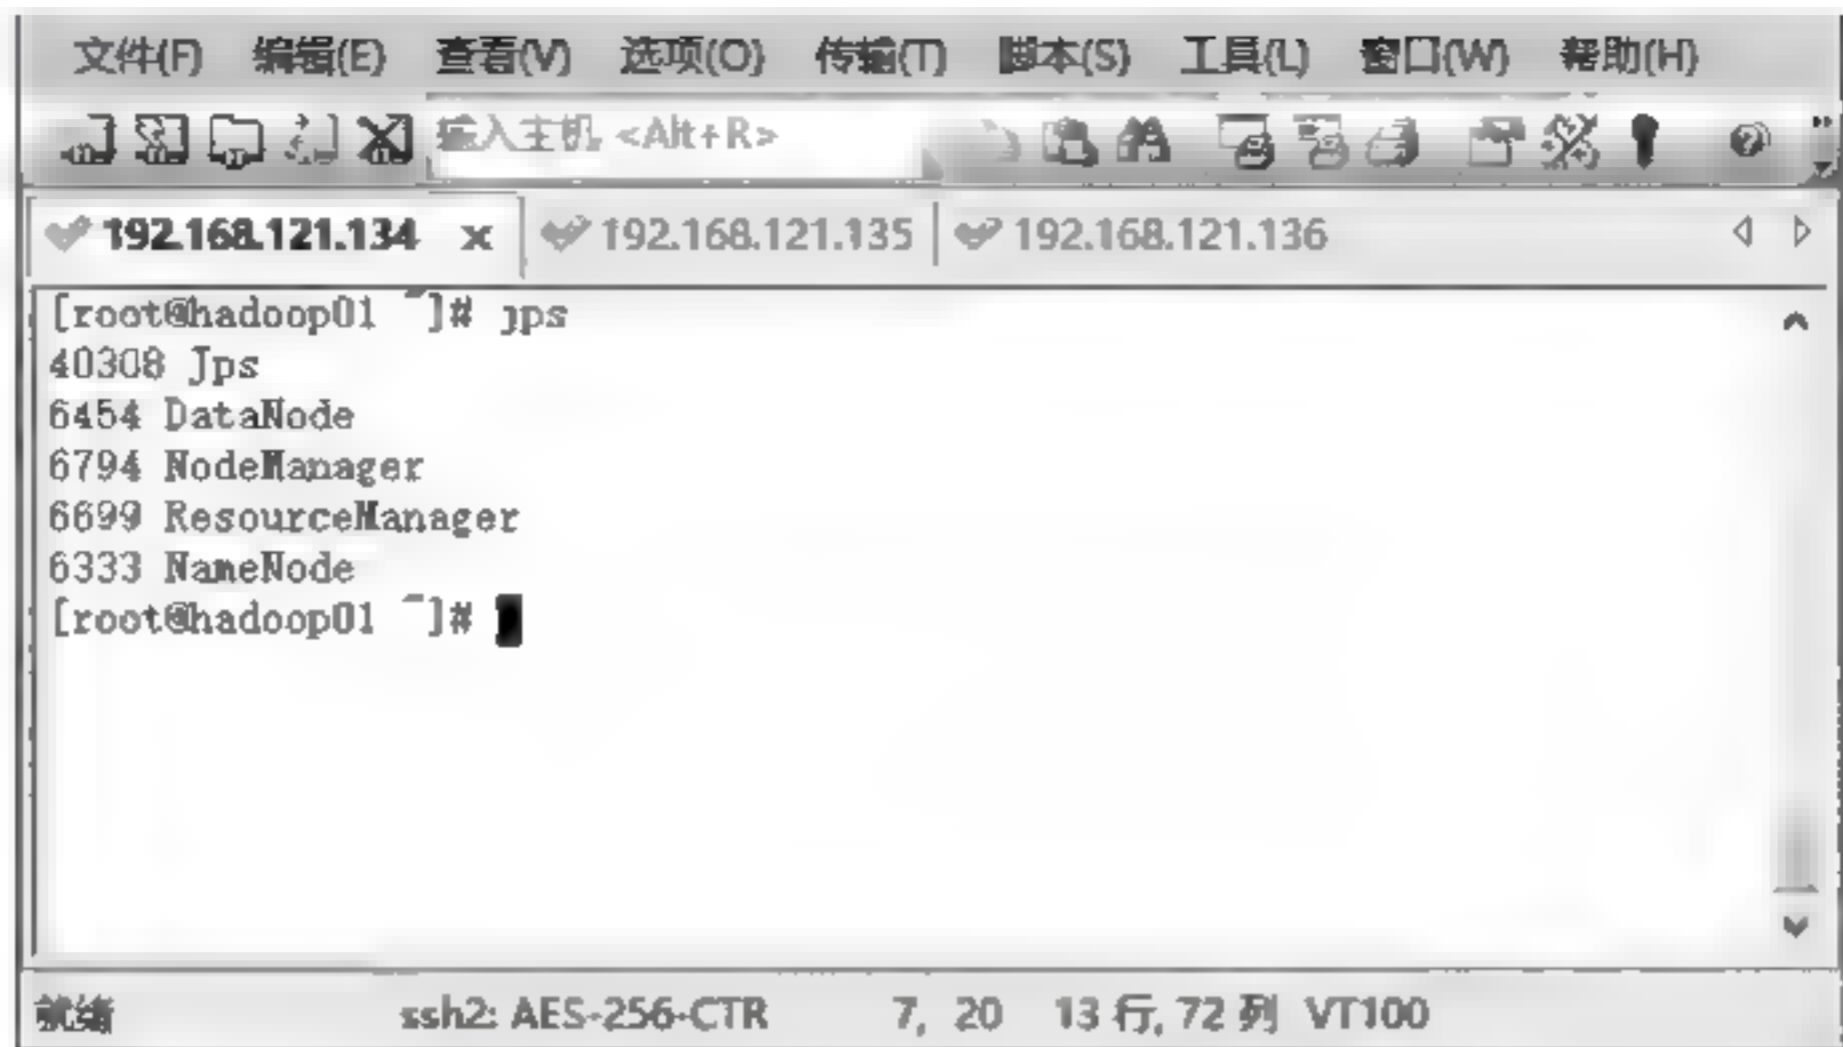 文件(F) 编辑(E) 查看(V) 选项(O) 传输(T) 脚本(S) 工具(L) 窗口(W) 帮助(H)
输入主机 <Alt+R>
192.168.121.134 x 192.168.121.135 192.168.121.136
[root@hadoop01 ~]# jps
40308 Jps
6454 DataNode
6794 NodeManager
6699 ResourceManager
6333 NameNode
[root@hadoop01 ~]#
就绪 ssh2: AES-256-CTR 7, 20 13 行, 72 列 VT100